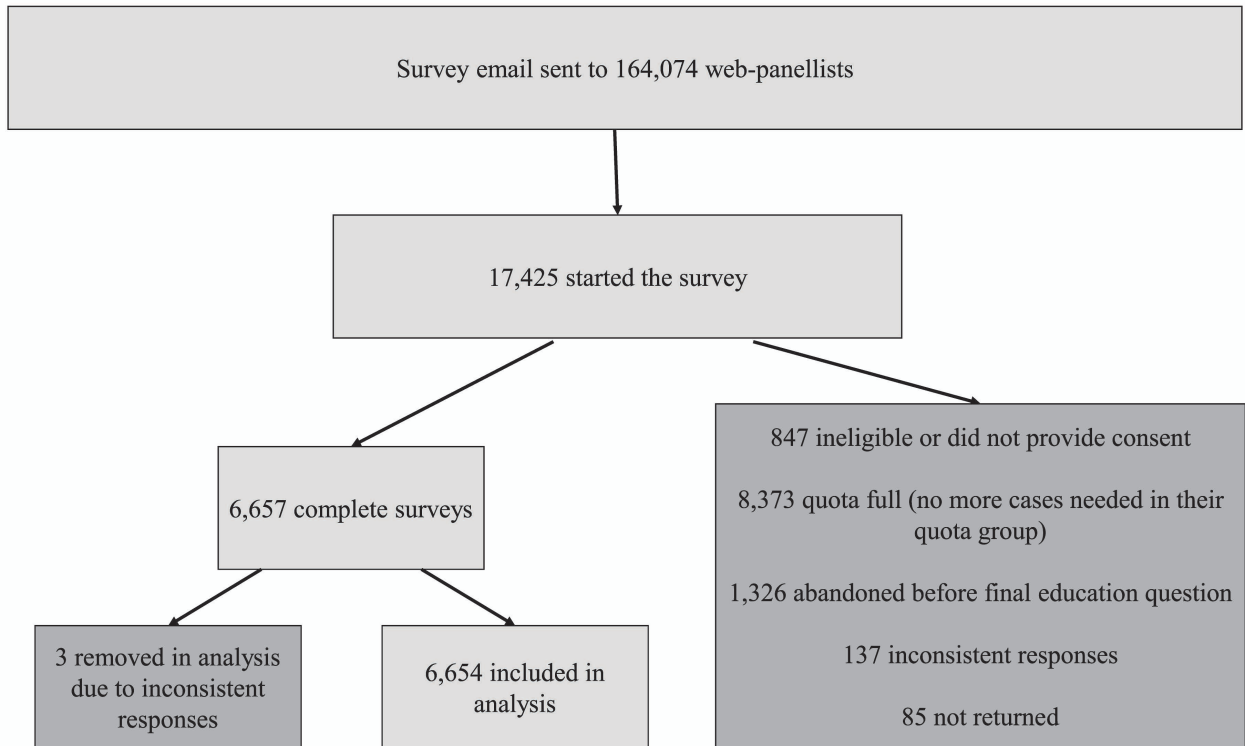 Survey email sent to 164,074 web-panellists
17,425 started the survey
6,657 complete surveys
3 removed in analysis
due to inconsistent
responses
6,654 included in
analysis
847 ineligible or did not provide consent
8,373 quota full (no more cases needed in their
quota group)
1,326 abandoned before final education question
137 inconsistent responses
85 not returned